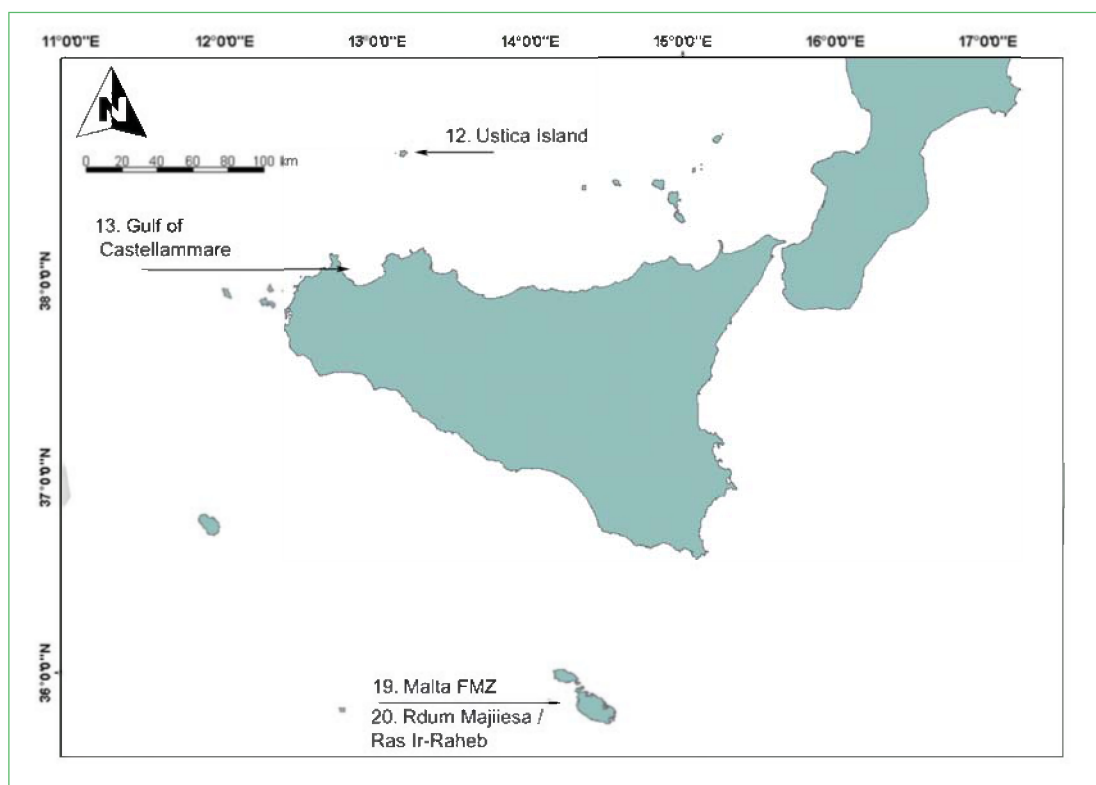 11°0'0"E 12°0'0"E 13°0'0"E 14°0'0"E 15°0'0"E 16°0'0"E 17°0'0"E
N
12. Ustica Island
0 20 40 60 80 100 km
13. Gulf of
Castellammare
38°0'0"N
37°0'0"N
36°0'0"N
19. Malta FMZ
20. Rdum Majiiesa /
Ras Ir-Raheb